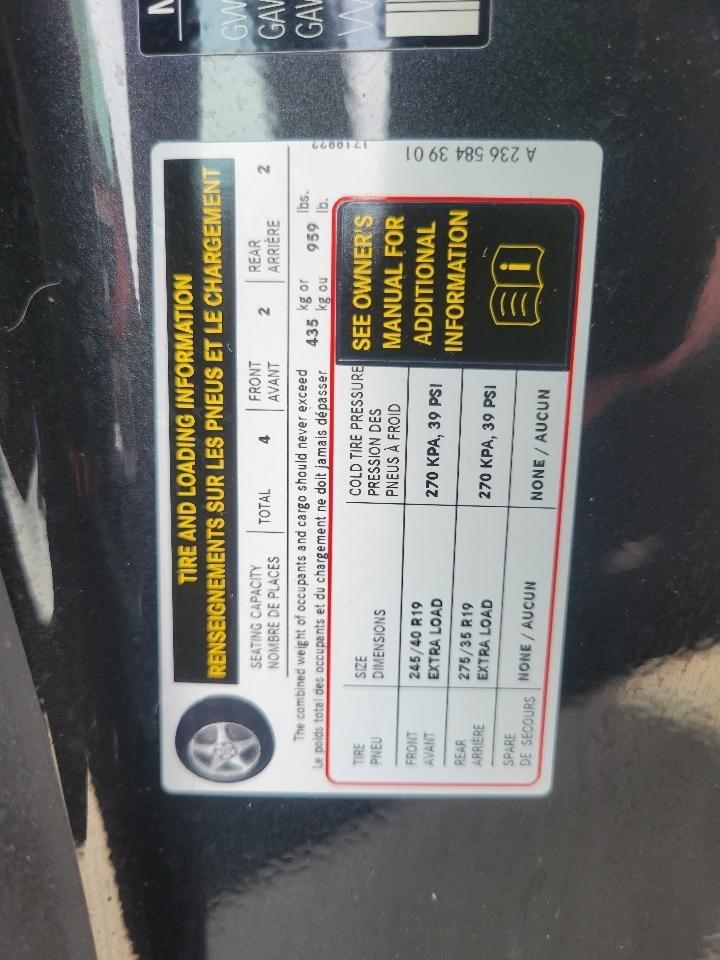 M
GW
GAW
GAW
TIRE AND LOADING INFORMATION
RENSEIGNEMENTS SUR LES PNEUS ET LE CHARGEMENT
SEATING CAPACITY TOTAL 4 FRONT 2 REAR 2
NOMBRE DE PLACES AVANT ARRIÈRE
The combined weight of occupants and cargo should never exceed 435 kg or 959 lbs.
Le poids total des occupants et du chargement ne doit jamais dépasser kg ou lb.
TIRE SIZE COLD TIRE PRESSURE
PNEU DIMENSIONS PRESSION DES
PNEUS À FROID
FRONT 245/40 R19 270 KPA, 39 PSI
AVANT EXTRA LOAD
REAR 275/35 R19 270 KPA, 39 PSI
ARRIÈRE EXTRA LOAD
SPARE NONE / AUCUN NONE / AUCUN
DE SECOURS
SEE OWNER'S
MANUAL FOR
ADDITIONAL
INFORMATION
A 236 584 39 01